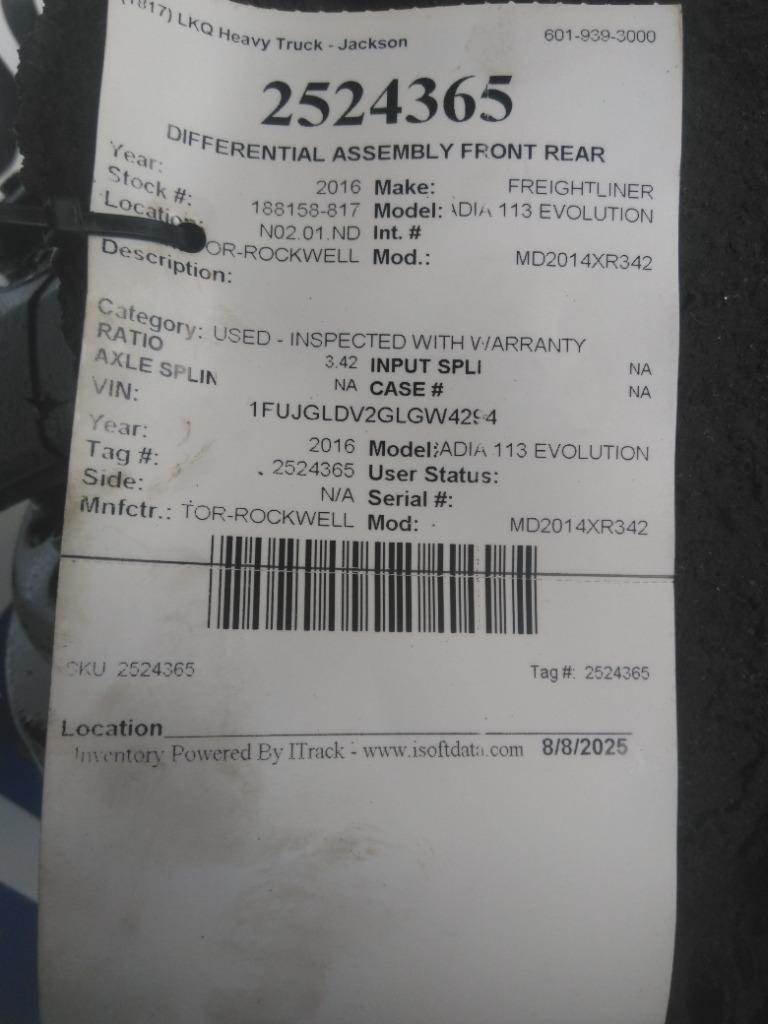 (1817) LKQ Heavy Truck - Jackson 601-939-3000
2524365
DIFFERENTIAL ASSEMBLY FRONT REAR
Year: 2016 Make: FREIGHTLINER
Stock #: 188158-817 Model: ADIA 113 EVOLUTION
Location: N02.01.ND Int. #
TOR-ROCKWELL Mod.: MD2014XR342
Description:
Category: USED - INSPECTED WITH WARRANTY
RATIO 3.42 INPUT SPLI NA
AXLE SPLIN NA CASE # NA
VIN: 1FUJGLDV2GLGW4294
Year: 2016 Model: ADIA 113 EVOLUTION
Tag #: 2524365 User Status:
Side: N/A Serial #:
Mnfctr.: TOR-ROCKWELL Mod: MD2014XR342
SKU 2524365 Tag #: 2524365
Location
Inventory Powered By ITrack - www.isoftdata.com 8/8/2025